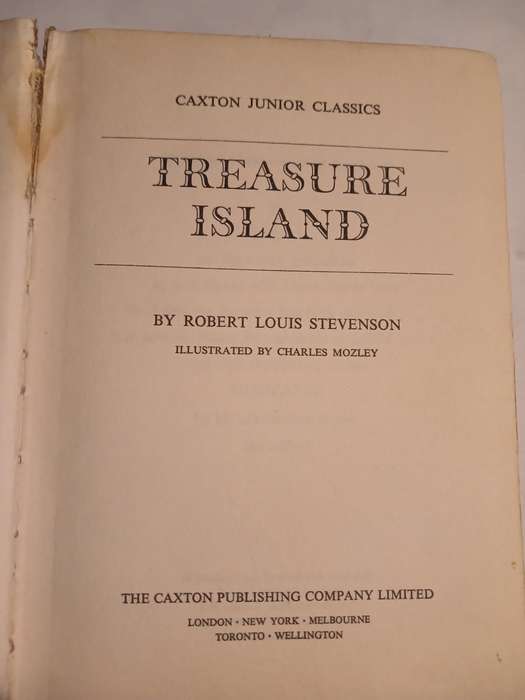 CAXTON JUNIOR CLASSICS
TREASURE
ISLAND
BY ROBERT LOUIS STEVENSON
ILLUSTRATED BY CHARLES MOZLEY
THE CAXTON PUBLISHING COMPANY LIMITED
LONDON · NEW YORK · MELBOURNE
TORONTO · WELLINGTON